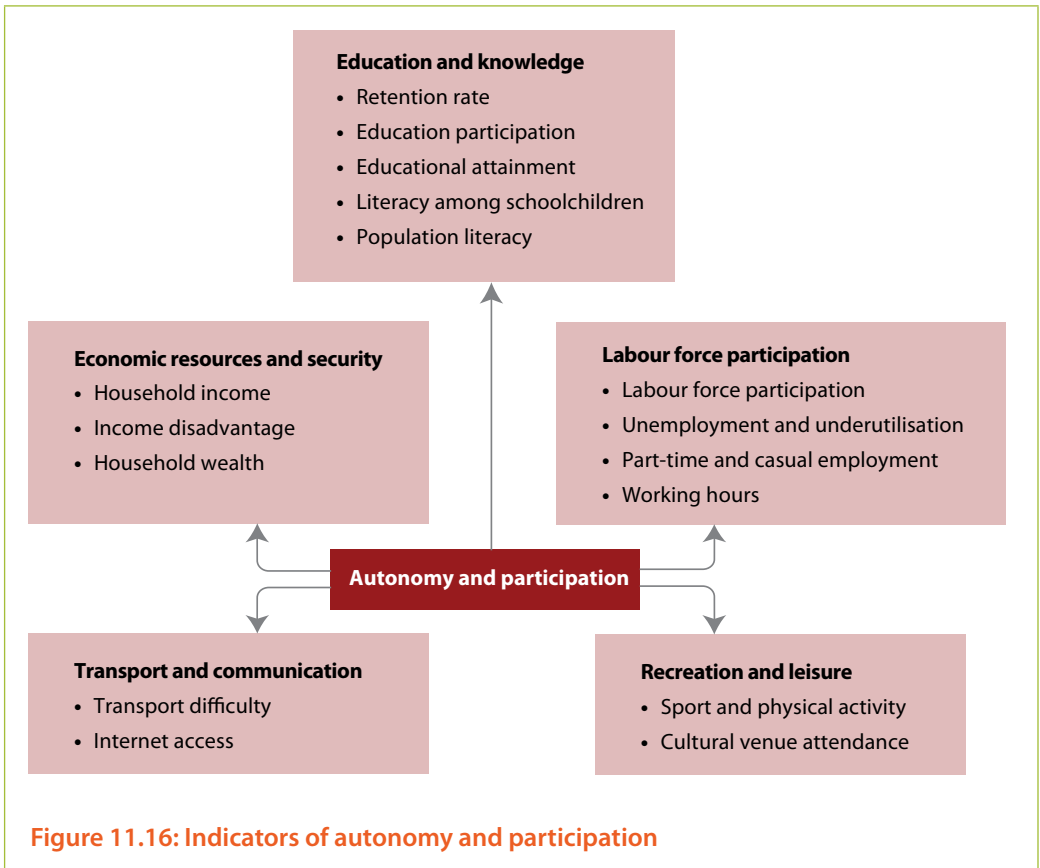 Education and knowledge
• Retention rate
• Education participation
• Educational attainment
• Literacy among schoolchildren
• Population literacy
Economic resources and security
• Household income
• Income disadvantage
• Household wealth
Labour force participation
• Labour force participation
• Unemployment and underutilisation
• Part-time and casual employment
• Working hours
Autonomy and participation
Transport and communication
• Transport difficulty
• Internet access
Recreation and leisure
• Sport and physical activity
• Cultural venue attendance
Figure 11.16: Indicators of autonomy and participation